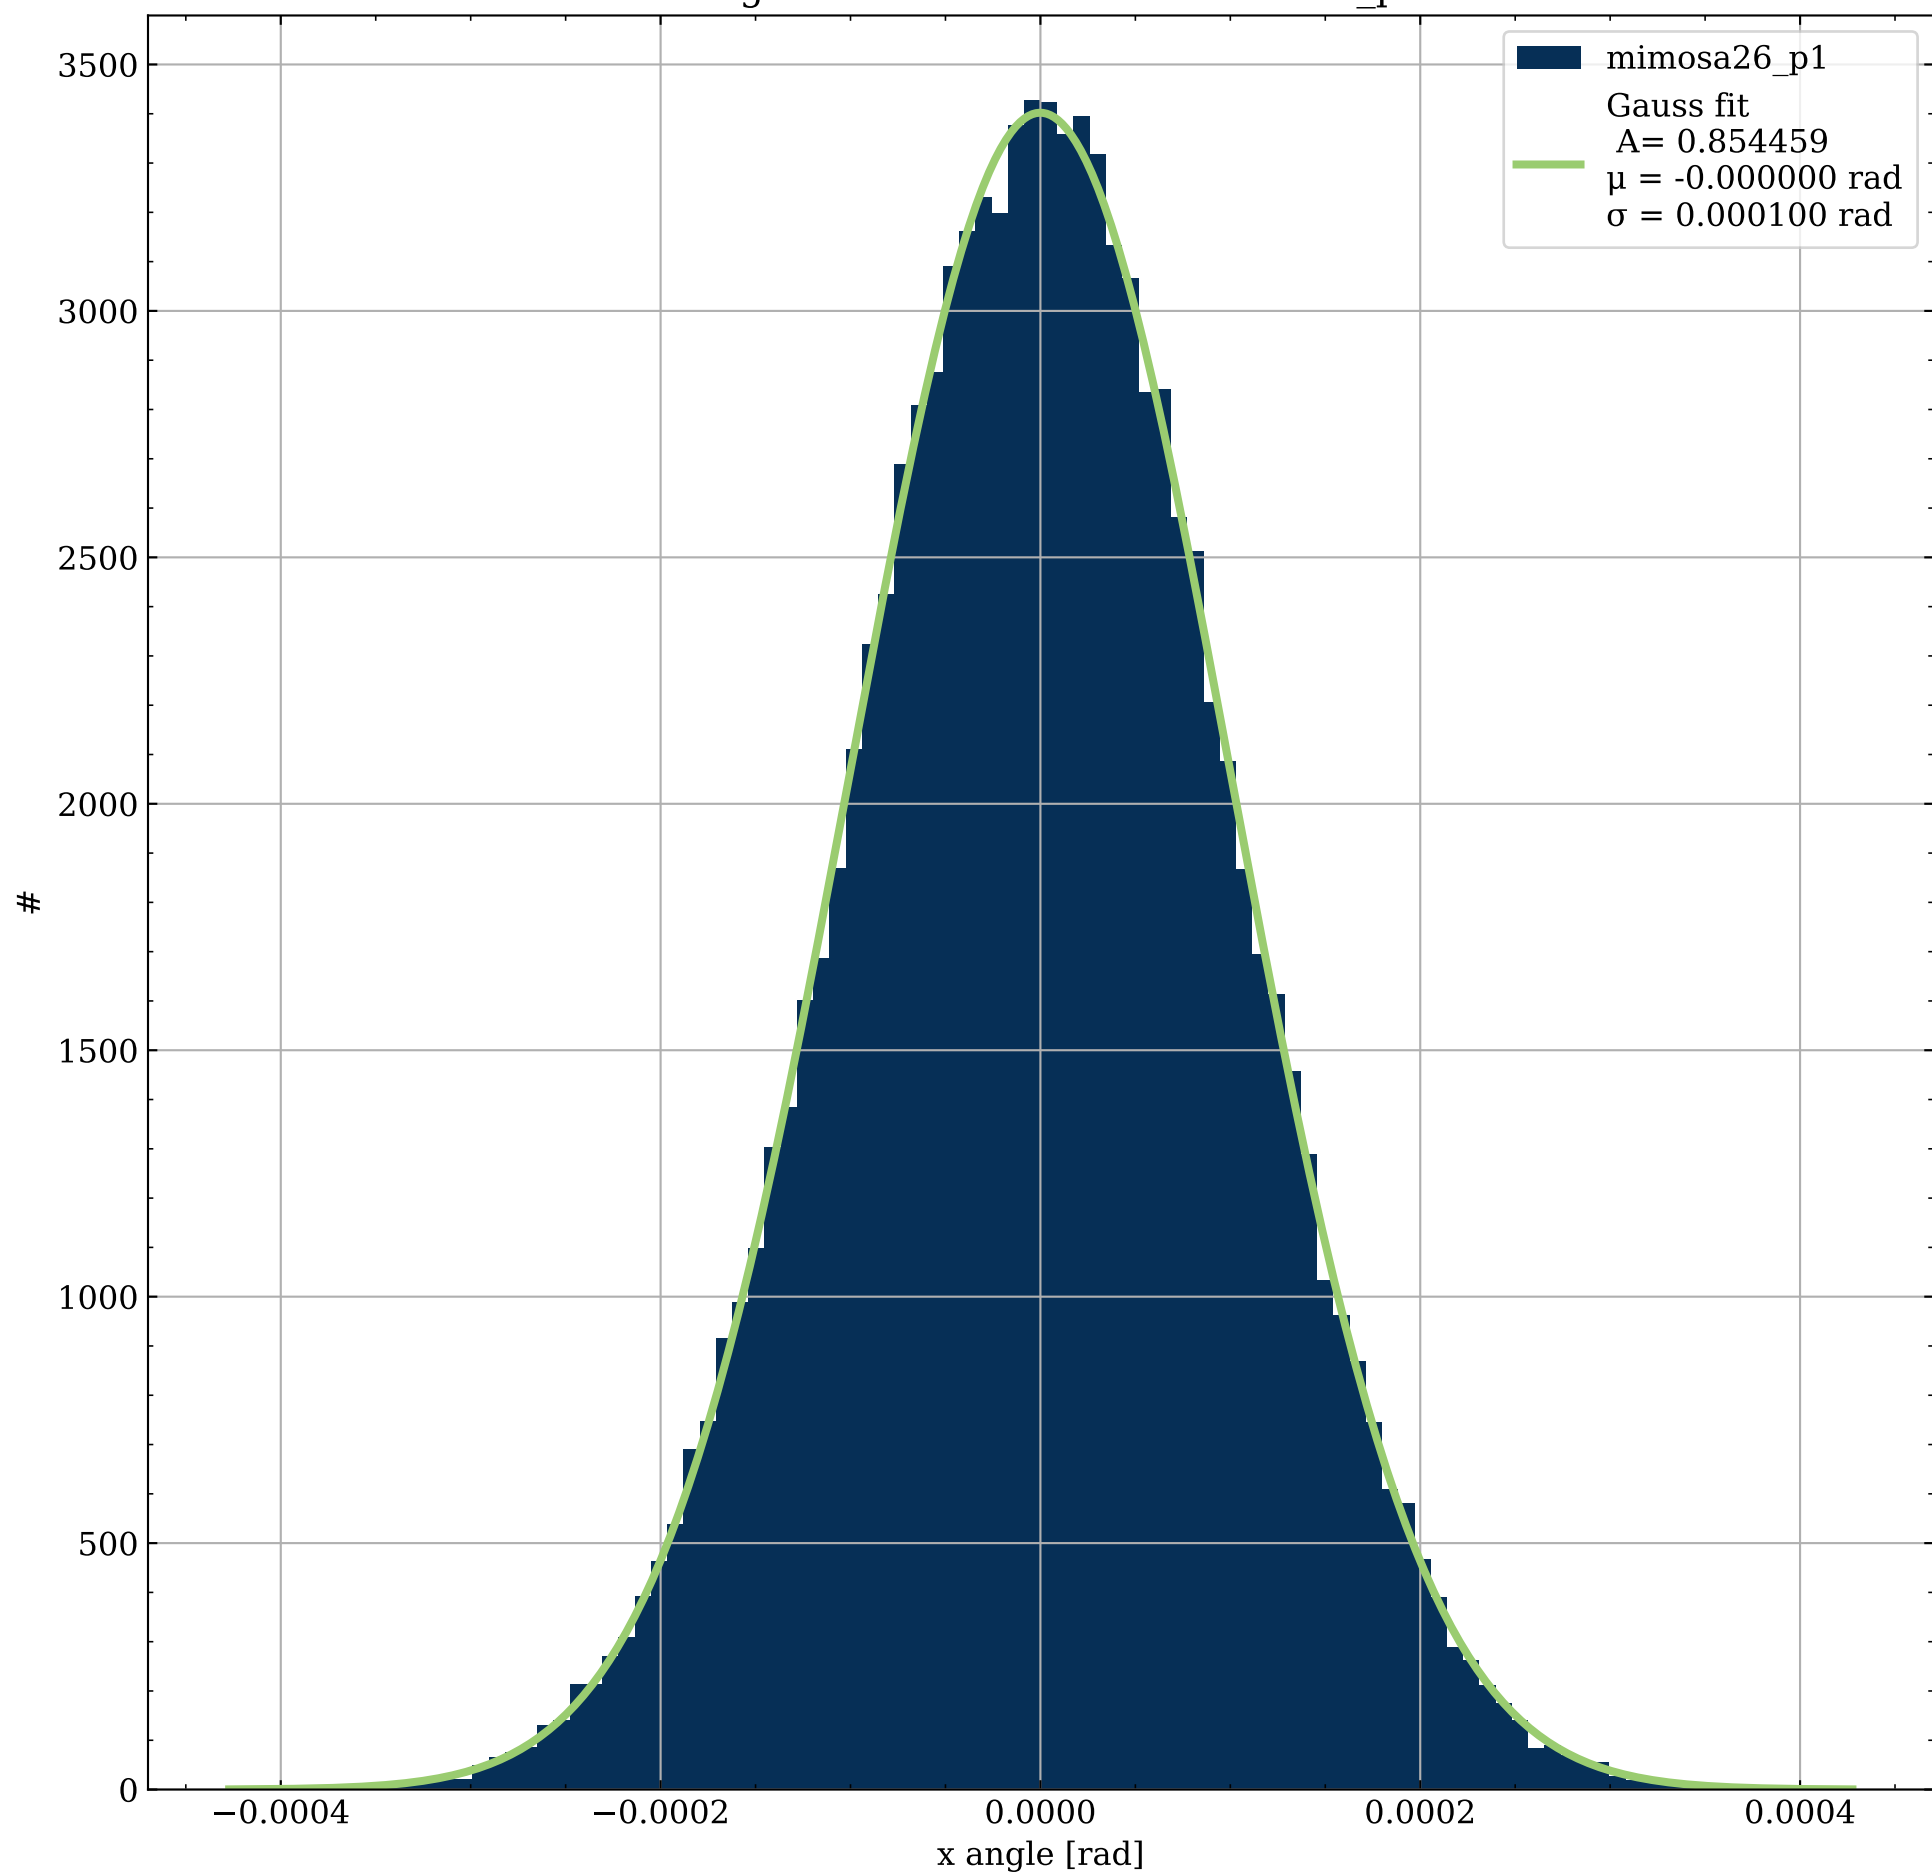 mimosa26_p1
Gauss fit
A= 0.854459
μ = -0.000000 rad
σ = 0.000100 rad
3500
3000
2500
2000
1500
1000
500
0
#
−0.0004
−0.0002
0.0000
0.0002
0.0004
x angle [rad]